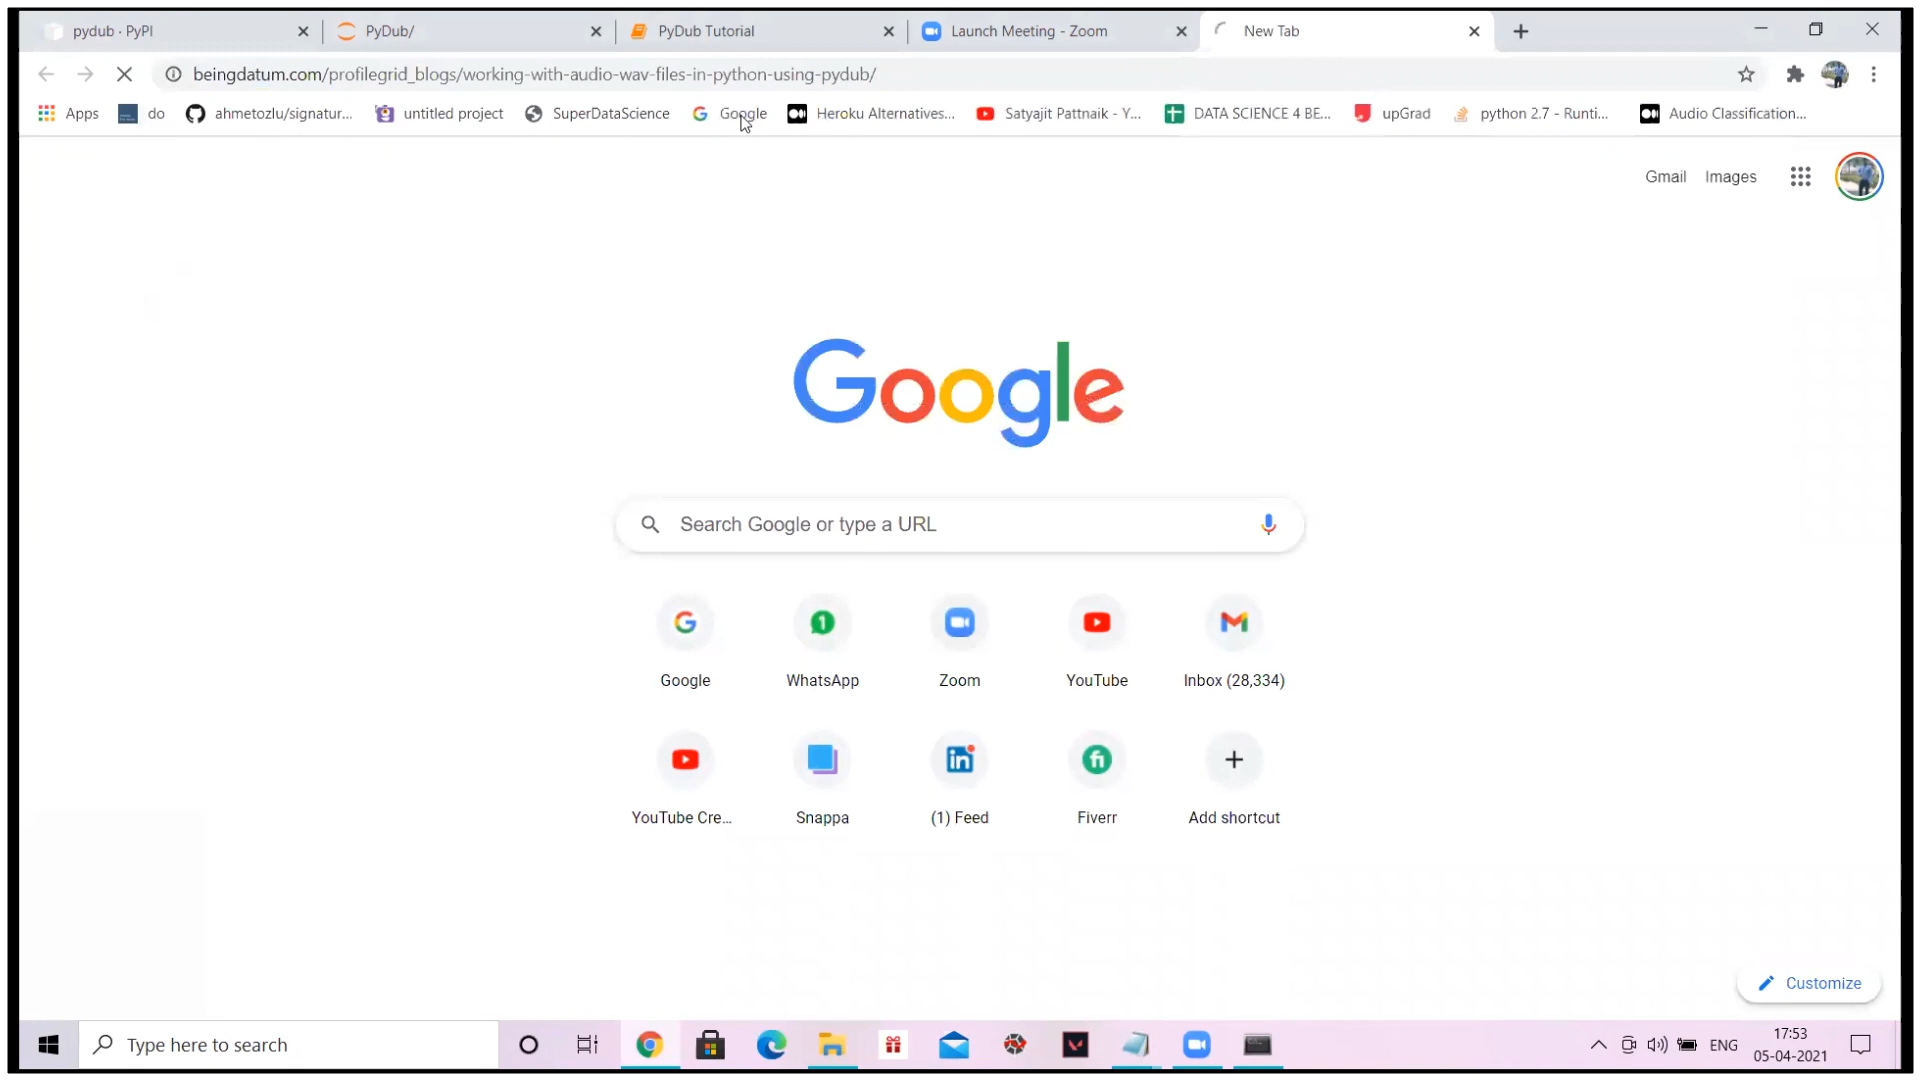 pydub · PyPI
PyDub/
PyDub Tutorial
Launch Meeting - Zoom
New Tab
beingdatum.com/profilegrid_blogs/working-with-audio-wav-files-in-python-using-pydub/
Apps
do
ahmetozlu/signatur...
untitled project
SuperDataScience
Google
Heroku Alternatives...
Satyajit Pattnaik - Y...
DATA SCIENCE 4 BE...
upGrad
python 2.7 - Runti...
Audio Classification...
Gmail Images
Google
Search Google or type a URL
Google WhatsApp Zoom YouTube Inbox (28,334)
YouTube Cre... Snappa (1) Feed Fiverr Add shortcut
Customize
Type here to search
ENG
17:53
05-04-2021